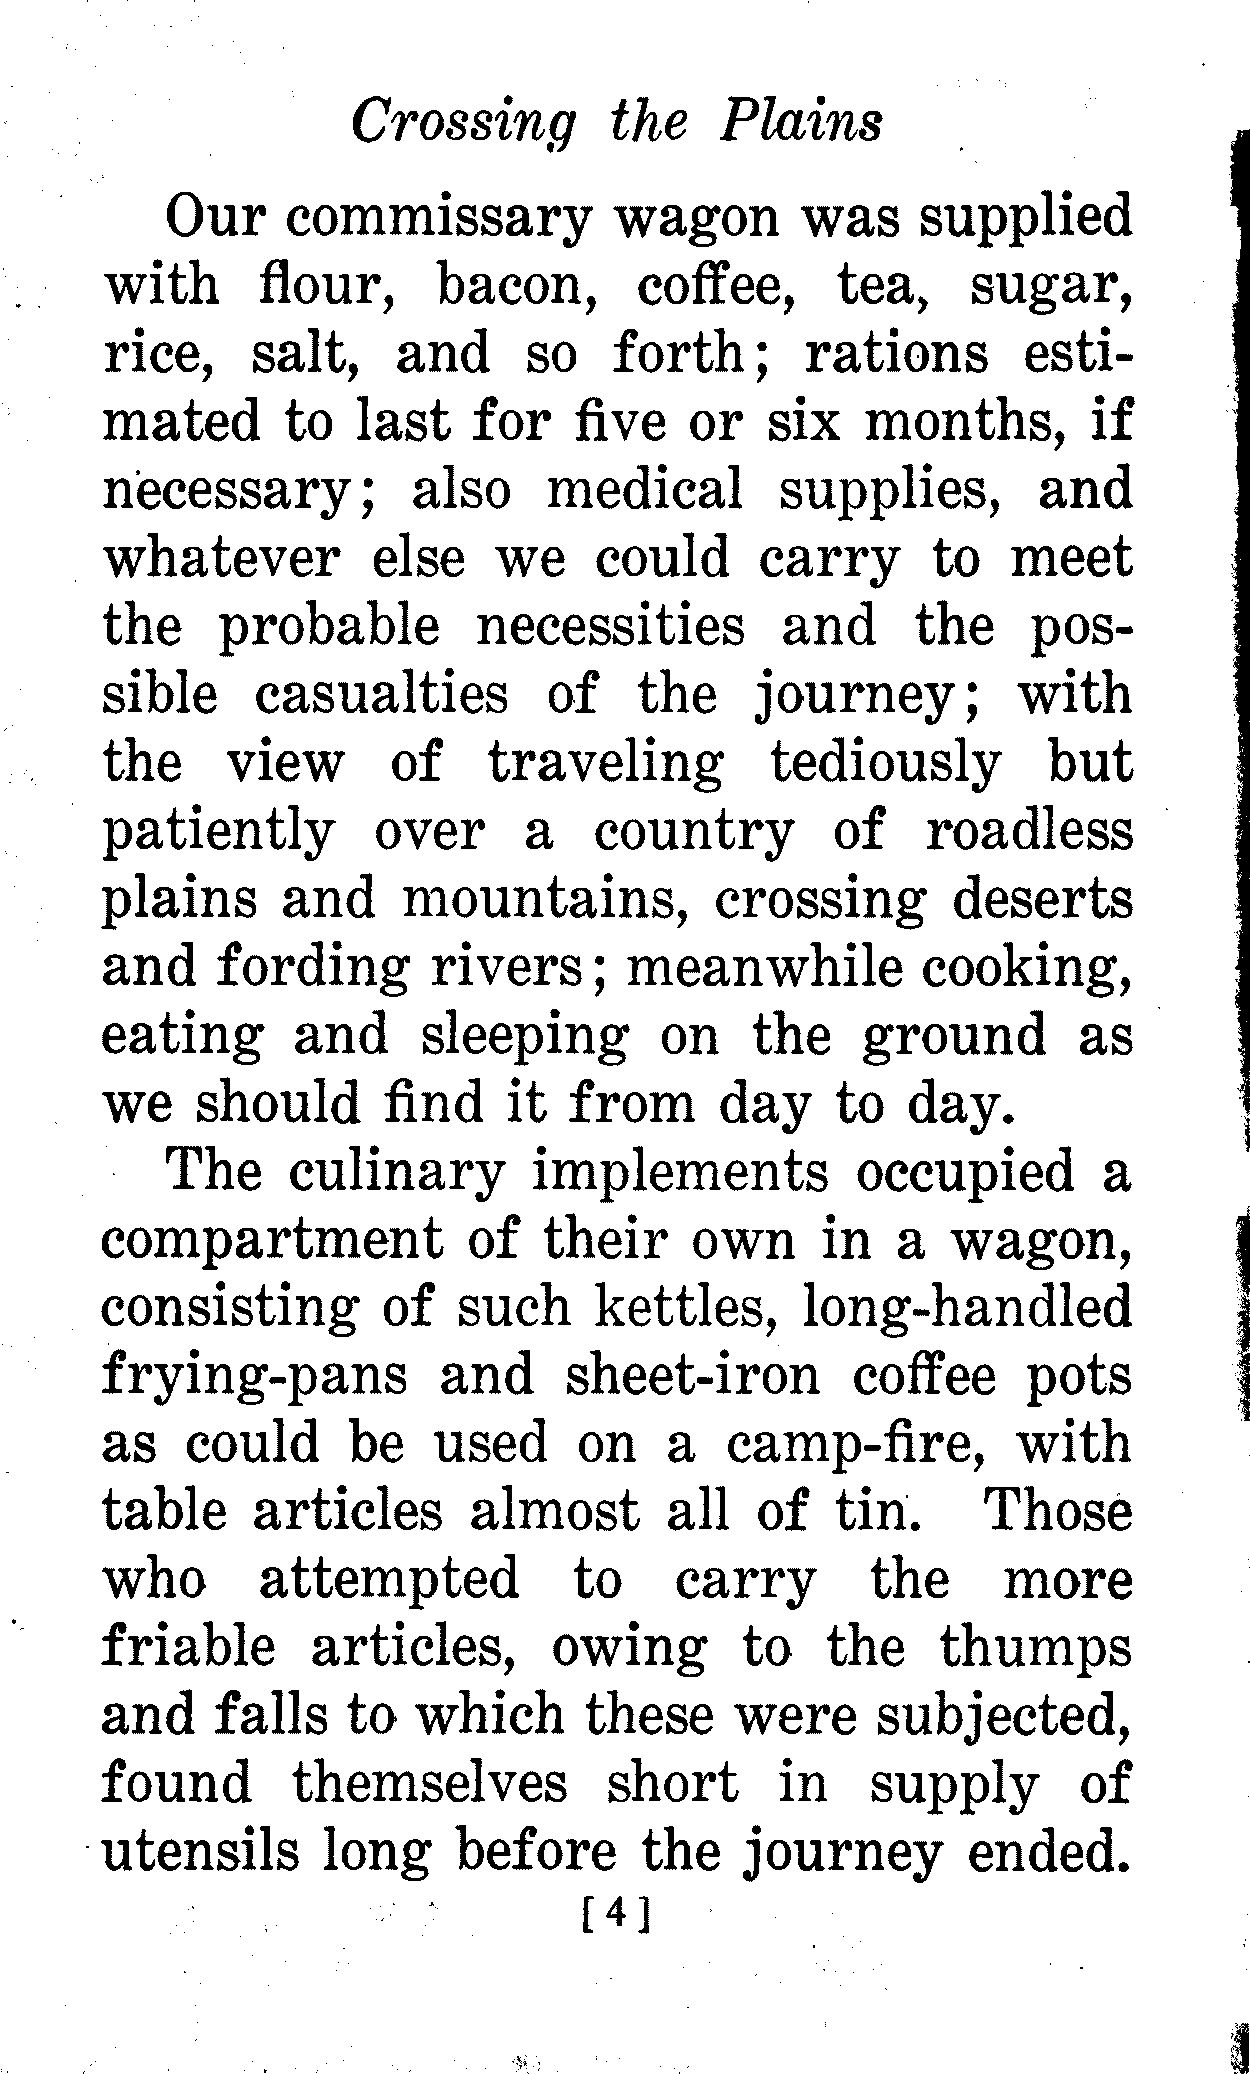 Crossing the Plains
Our commissary wagon was supplied
with flour, bacon, coffee, tea, sugar,
rice, salt, and so forth; rations esti-
mated to last for five or six months, if
necessary; also medical supplies, and
whatever else we could carry to meet
the probable necessities and the pos-
sible casualties of the journey; with
the view of traveling tediously but
patiently over a country of roadless
plains and mountains, crossing deserts
and fording rivers; meanwhile cooking,
eating and sleeping on the ground as
we should find it from day to day.
The culinary implements occupied a
compartment of their own in a wagon,
consisting of such kettles, long-handled
frying-pans and sheet-iron coffee pots
as could be used on a camp-fire, with
table articles almost all of tin. Those
who attempted to carry the more
friable articles, owing to the thumps
and falls to which these were subjected,
found themselves short in supply of
utensils long before the journey ended.
[4]